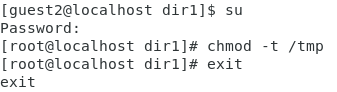 [guest2@localhost dir1]$ su
Password:
[root@localhost dir1]# chmod -t /tmp
[root@localhost dir1]# exit
exit